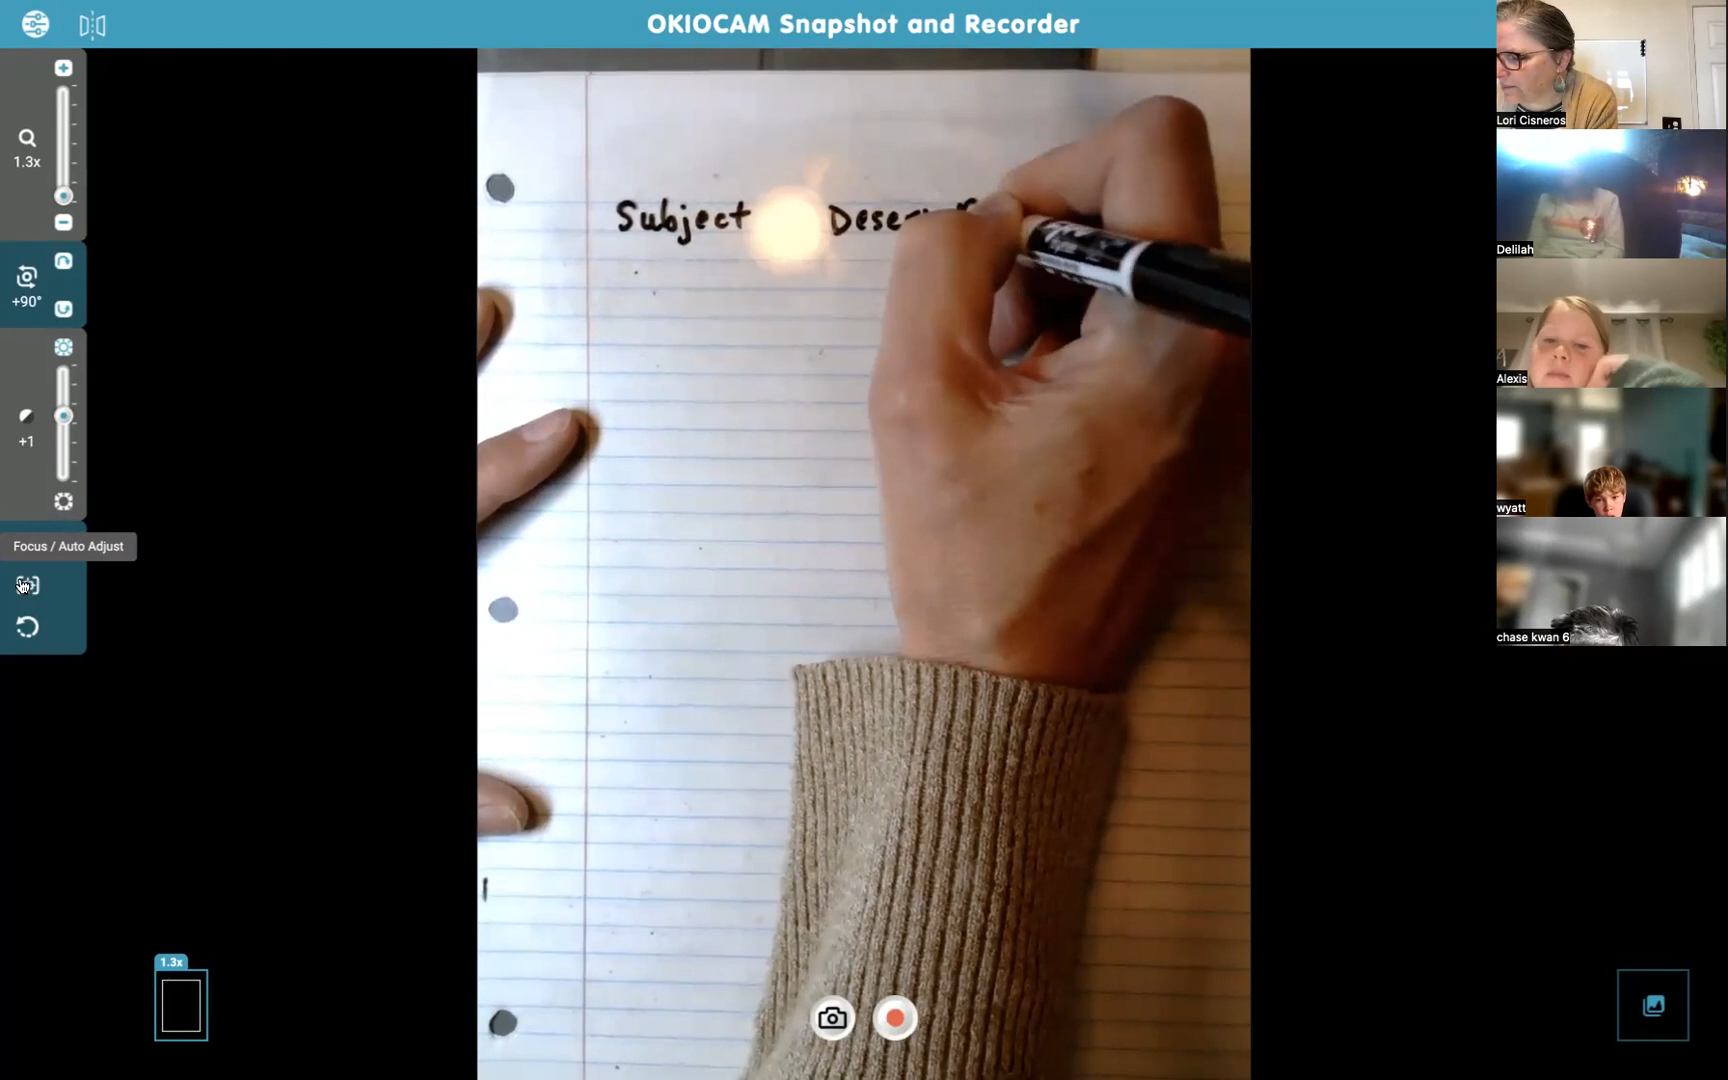 OKIOCAM Snapshot and Recorder
1.3x
+90°
+1
Focus / Auto Adjust
1.3x
Subject
Lori Cisneros
Delilah
Alexis
wyatt
chase kwan 6